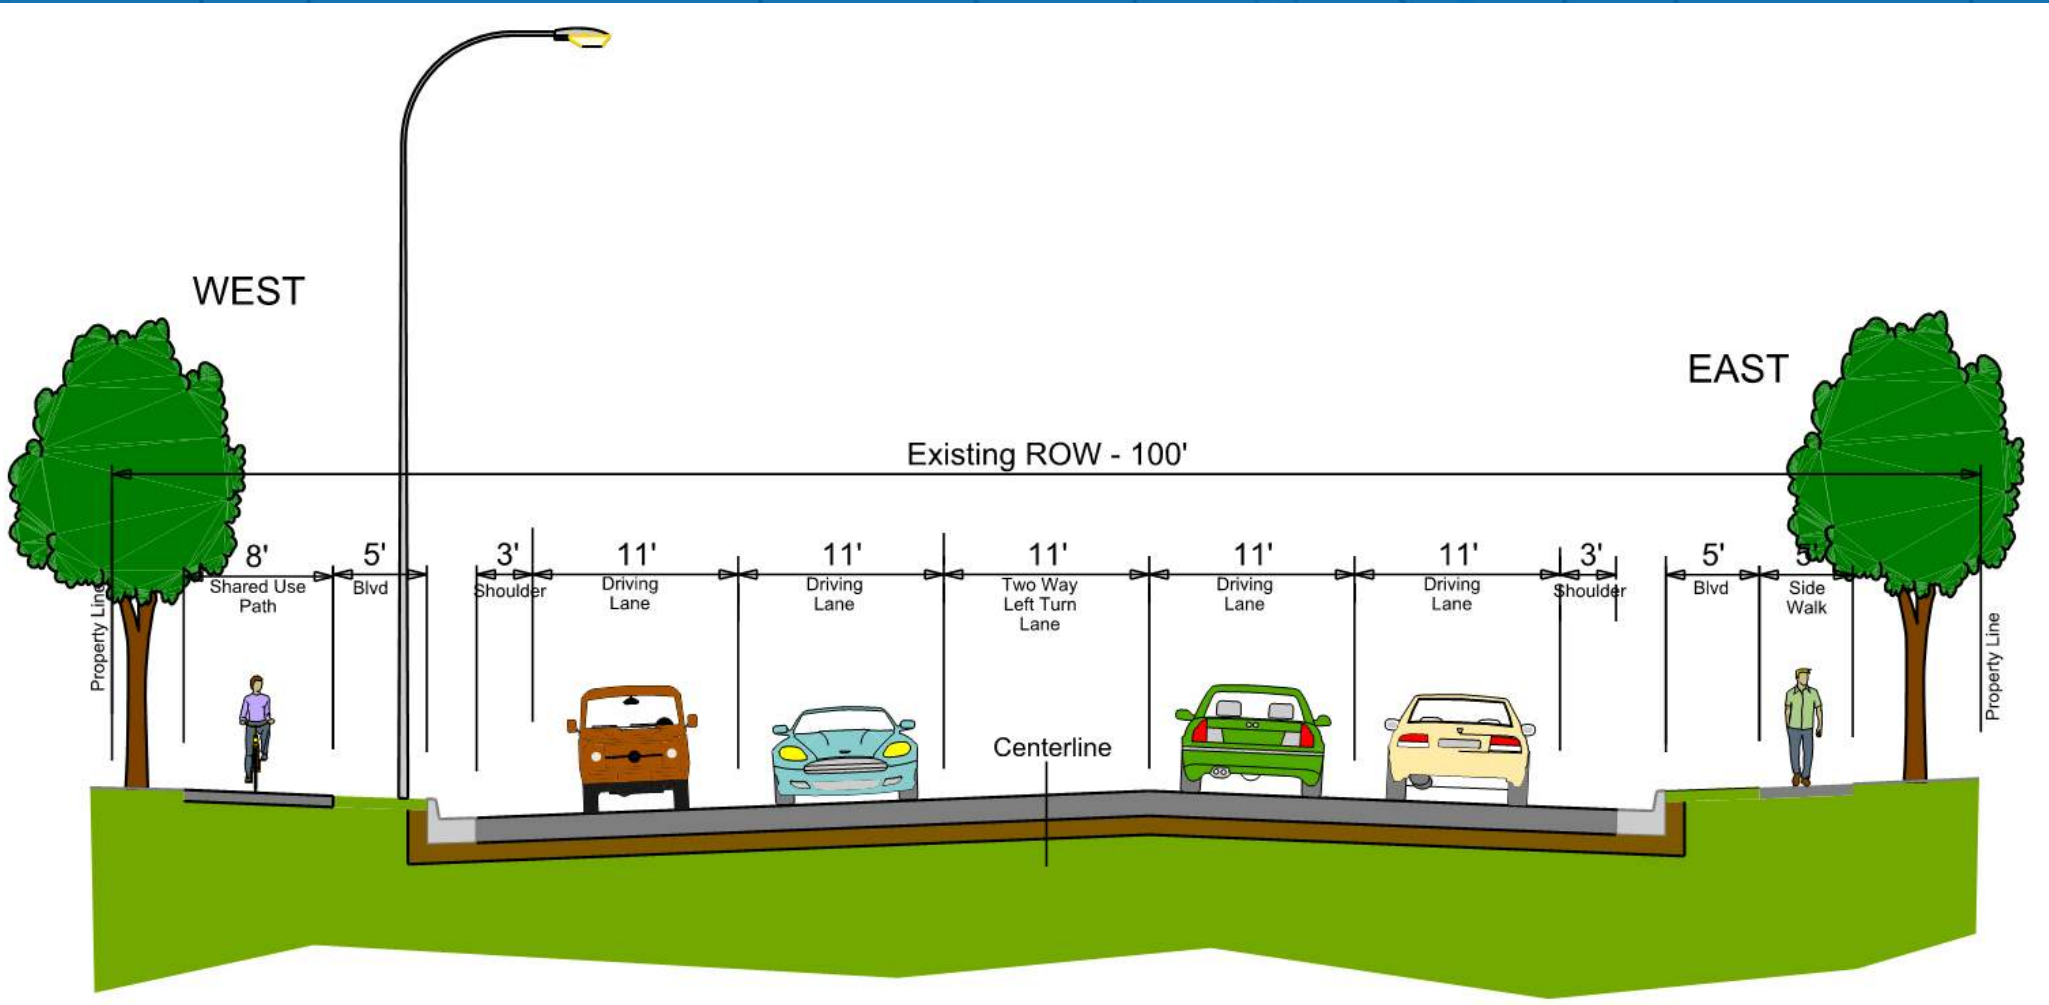 WEST
EAST
Existing ROW - 100'
8'
5'
3'
11'
11'
11'
11'
11'
3'
5'
5'
Shared Use
Path
Blvd
Shoulder
Driving
Lane
Driving
Lane
Two Way
Left Turn
Lane
Driving
Lane
Driving
Lane
Shoulder
Blvd
Side
Walk
Property Line
Property Line
Centerline